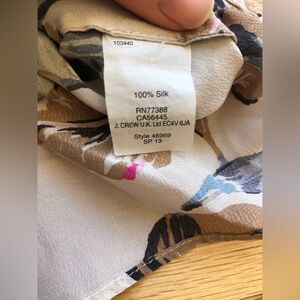 103440
100% Silk
RN77388
CA56445
J. CREW U.K. Ltd EC4V 6JA
Style 46969
SP 13